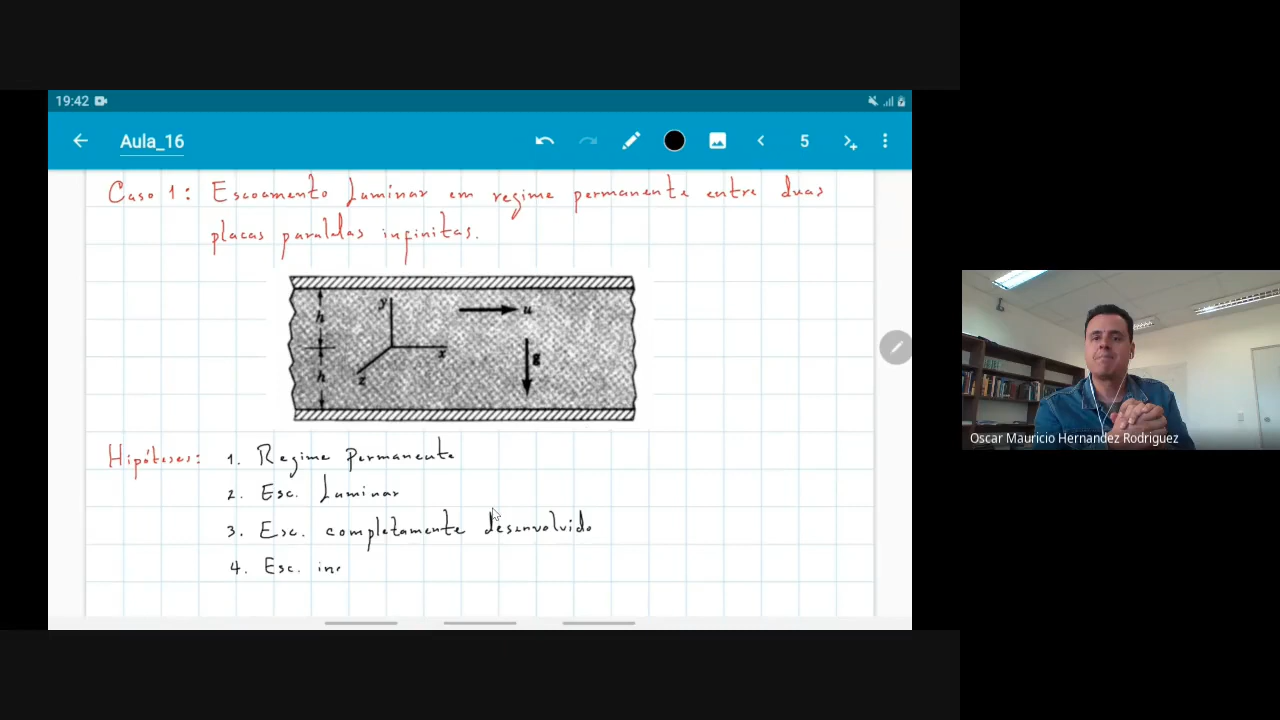 19:42
Aula_16
5
Caso 1: Escoamento Laminar em regime permanente entre duas
placas paralelas infinitas.
y
u
h
x
g
h
z
Hipóteses: 1. Regime Permanente
2. Esc. Laminar
3. Esc. completamente desenvolvido
4. Esc. inc
Oscar Mauricio Hernandez Rodriguez